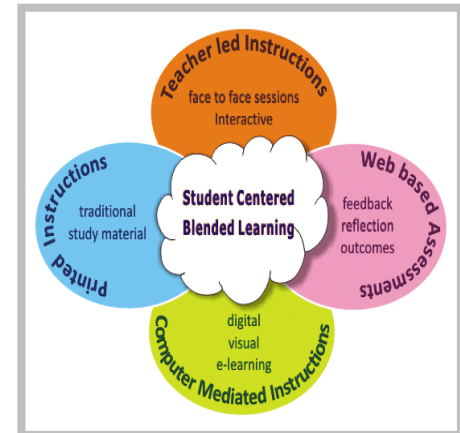 Teacher led Instructions
face to face sessions
Interactive
Printed Instructions
traditional
study material
Student Centered
Blended Learning
Web based Assessments
feedback
reflection
outcomes
digital
visual
e-learning
Computer Mediated Instructions